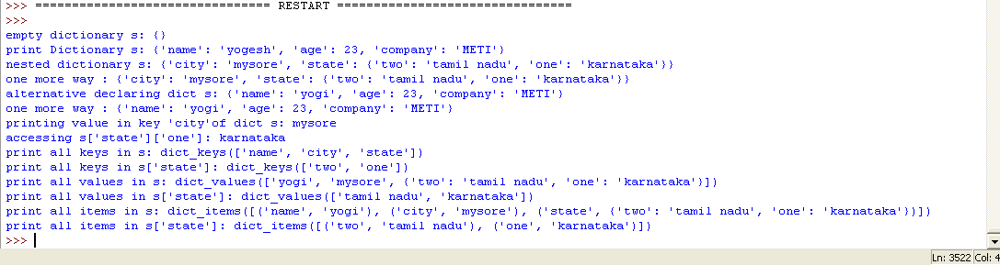 >>> ================================ RESTART ================================
>>>
empty dictionary s: {}
print Dictionary s: {'name': 'yogesh', 'age': 23, 'company': 'METI'}
nested dictionary s: {'city': 'mysore', 'state': {'two': 'tamil nadu', 'one': 'karnataka'}}
one more way : {'city': 'mysore', 'state': {'two': 'tamil nadu', 'one': 'karnataka'}}
alternative declaring dict s: {'name': 'yogi', 'age': 23, 'company': 'METI'}
one more way : {'name': 'yogi', 'age': 23, 'company': 'METI'}
printing value in key 'city'of dict s: mysore
accessing s['state']['one']: karnataka
print all keys in s: dict_keys(['name', 'city', 'state'])
print all keys in s['state']: dict_keys(['two', 'one'])
print all values in s: dict_values(['yogi', 'mysore', {'two': 'tamil nadu', 'one': 'karnataka'}])
print all values in s['state']: dict_values(['tamil nadu', 'karnataka'])
print all items in s: dict_items([('name', 'yogi'), ('city', 'mysore'), ('state', {'two': 'tamil nadu', 'one': 'karnataka'})])
print all items in s['state']: dict_items([('two', 'tamil nadu'), ('one', 'karnataka')])
>>>
Ln: 3522 Col: 4